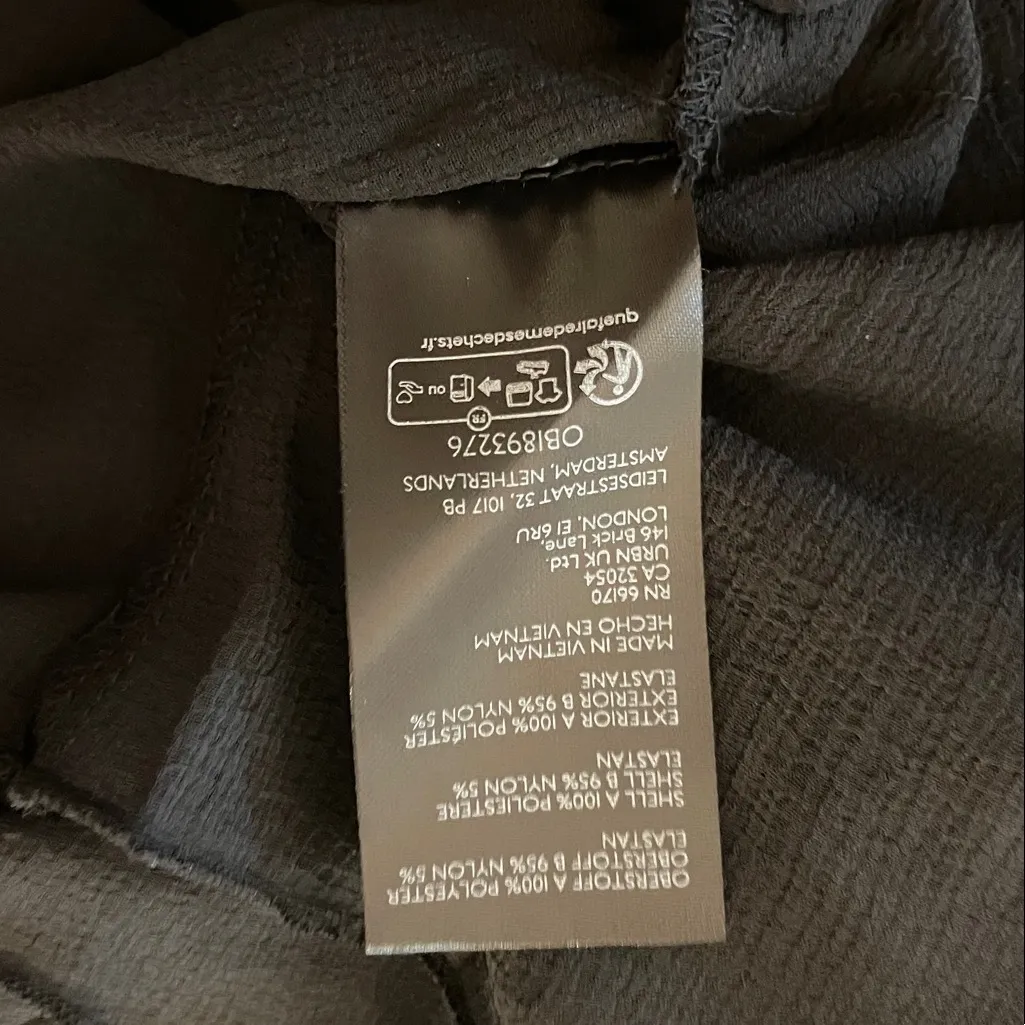 OBERSTOFF A 100% POLYESTER
OBERSTOFF B 95% NYLON 5%
ELASTAN
SHELL A 100% POLIESTERE
SHELL B 95% NYLON 5%
ELASTAN
EXTERIOR A 100% POLIÉSTER
EXTERIOR B 95% NYLON 5%
ELASTANE
MADE IN VIETNAM
HECHO EN VIETNAM
RN 66170
CA 32054
URBN UK Ltd.
146 Brick Lane,
LONDON, E1 6RU
LEIDSESTRAAT 32, 1017 PB
AMSTERDAM, NETHERLANDS
OB1893276
FR
ou
quefairedemesdechets.fr